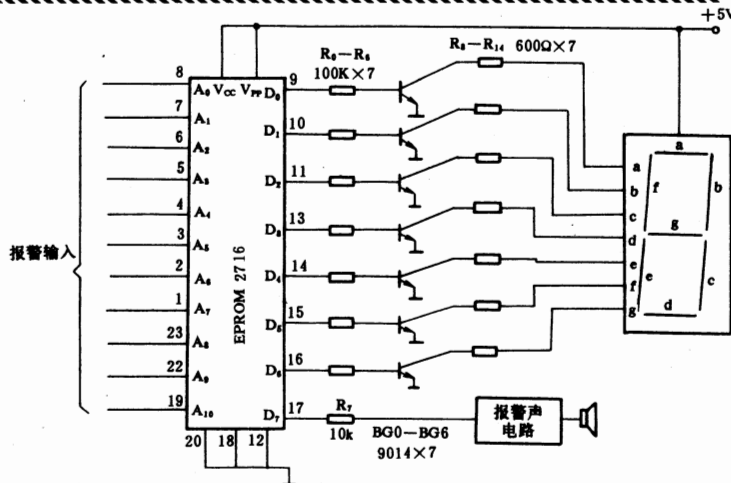 +5V
R₀—R₆
100K×7
R₈—R₁₄ 600Ω×7
报警输入
8 A₀
7 A₁
6 A₂
5 A₃
4 A₄
3 A₅
2 A₆
1 A₇
23 A₈
22 A₉
19 A₁₀
V_CC V_PP
EPROM 2716
D₀ 9
D₁ 10
D₂ 11
D₃ 13
D₄ 14
D₅ 15
D₆ 16
D₇ 17
20 18 12
R₇
10k
BG0—BG6
9014×7
报警声
电路
a
b
c
d
e
f
g
a
f b
g
e c
d